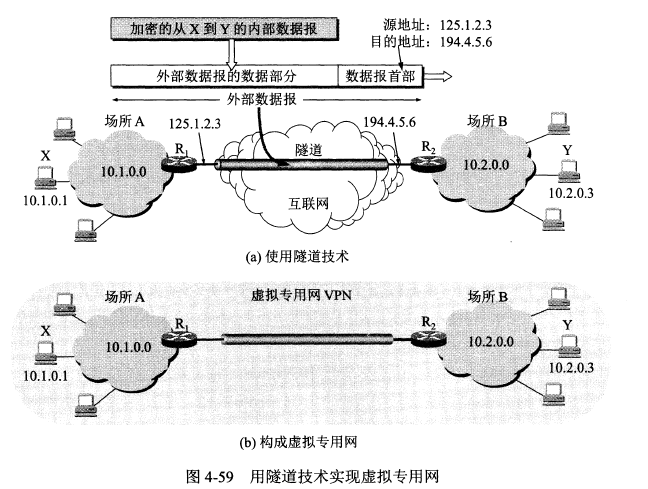 加密的从 X 到 Y 的内部数据报
源地址：125.1.2.3
目的地址：194.4.5.6
外部数据报的数据部分
数据报首部
外部数据报
场所 A
125.1.2.3
194.4.5.6
场所 B
X
R1
隧道
R2
Y
10.1.0.0
10.2.0.0
10.1.0.1
互联网
10.2.0.3
(a) 使用隧道技术
场所 A
虚拟专用网 VPN
场所 B
X
R1
R2
Y
10.1.0.0
10.2.0.0
10.1.0.1
10.2.0.3
(b) 构成虚拟专用网
图 4-59 用隧道技术实现虚拟专用网